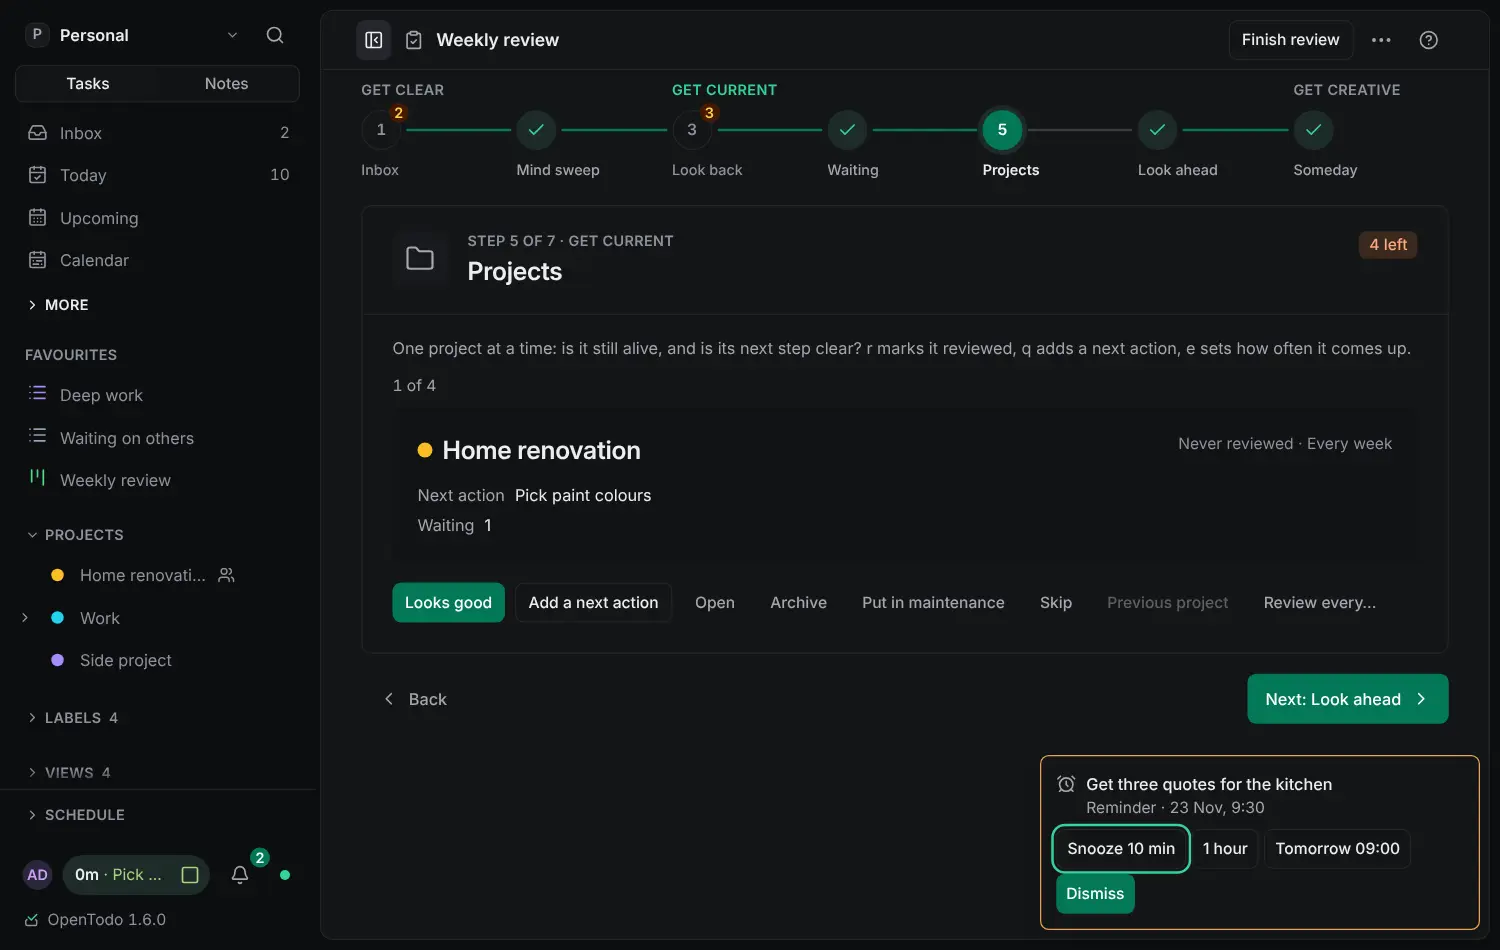 P Personal
Tasks Notes
Inbox 2
Today 10
Upcoming
Calendar
MORE
FAVOURITES
Deep work
Waiting on others
Weekly review
PROJECTS
Home renovati...
Work
Side project
LABELS 4
VIEWS 4
SCHEDULE
AD 0m · Pick ... 2
OpenTodo 1.6.0
Weekly review Finish review
GET CLEAR GET CURRENT GET CREATIVE
1 2 3 3 5
Inbox Mind sweep Look back Waiting Projects Look ahead Someday
STEP 5 OF 7 · GET CURRENT
Projects
4 left
One project at a time: is it still alive, and is its next step clear? r marks it reviewed, q adds a next action, e sets how often it comes up.
1 of 4
Home renovation Never reviewed · Every week
Next action Pick paint colours
Waiting 1
Looks good Add a next action Open Archive Put in maintenance Skip Previous project Review every...
Back Next: Look ahead
Get three quotes for the kitchen
Reminder · 23 Nov, 9:30
Snooze 10 min 1 hour Tomorrow 09:00
Dismiss